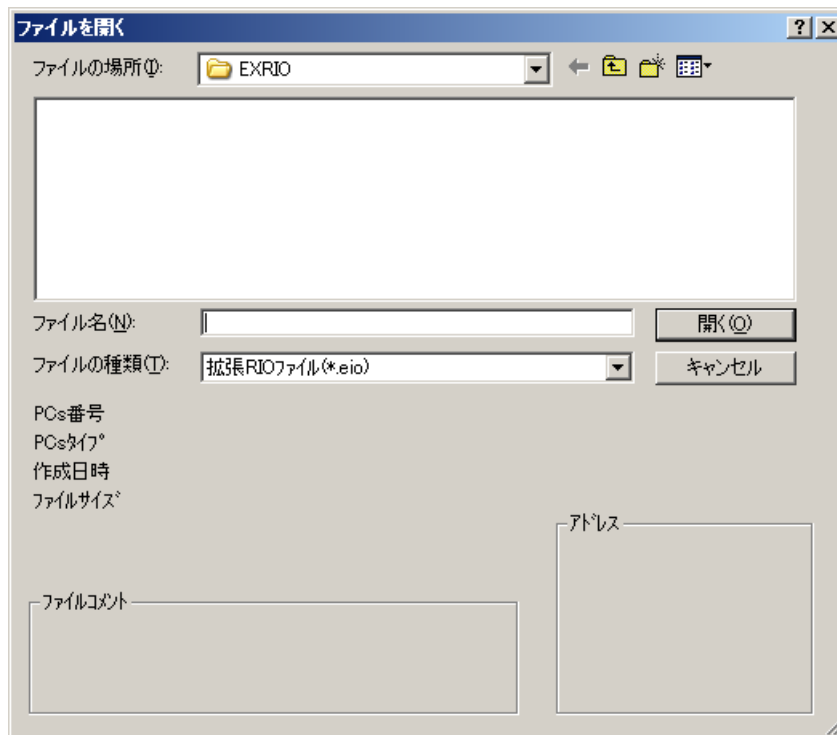 ファイルを開く
ファイルの場所(I):
EXRIO
ファイル名(N):
開く(O)
ファイルの種類(T):
拡張RIOファイル(*.eio)
キャンセル
PCs番号
PCsﾀｲﾌﾟ
作成日時
ﾌｧｲﾙサイズ
アドレス
ファイルコメント